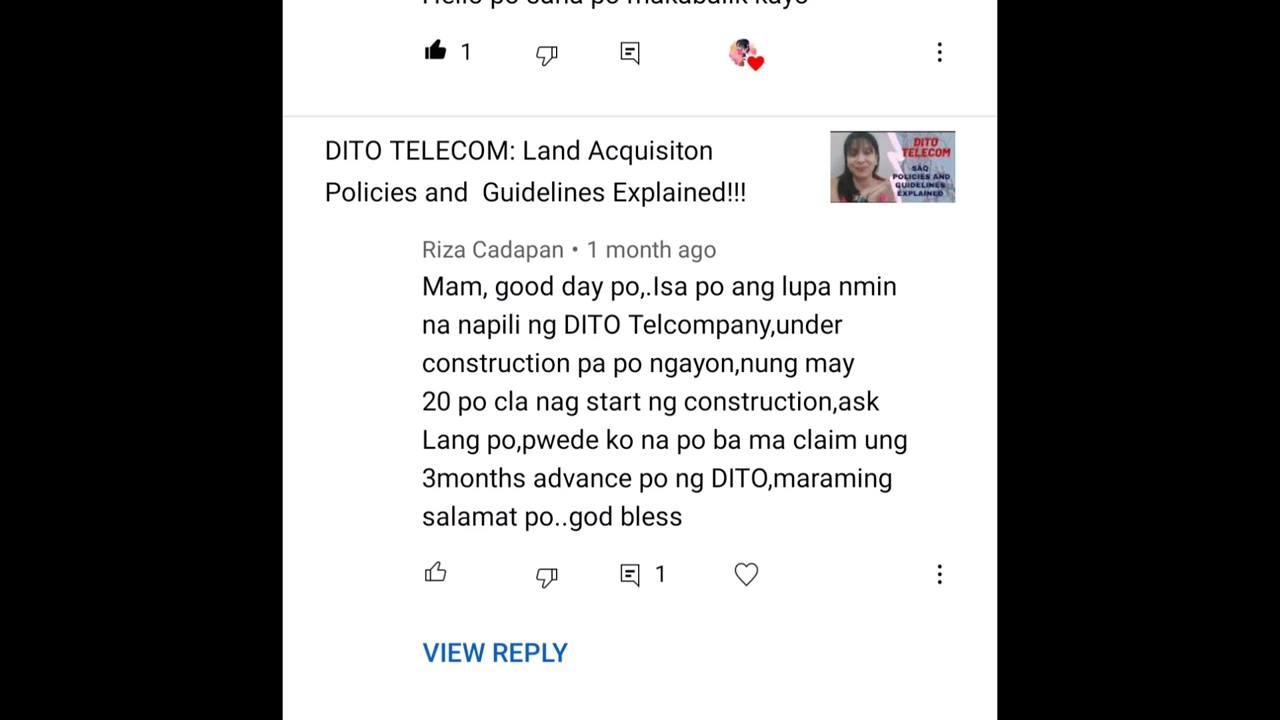 1
DITO TELECOM: Land Acquisiton
Policies and  Guidelines Explained!!!
DITO
TELECOM
SAQ
POLICIES AND
GUIDELINES
EXPLAINED
Riza Cadapan • 1 month ago
Mam, good day po,.Isa po ang lupa nmin
na napili ng DITO Telcompany,under
construction pa po ngayon,nung may
20 po cla nag start ng construction,ask
Lang po,pwede ko na po ba ma claim ung
3months advance po ng DITO,maraming
salamat po..god bless
1
VIEW REPLY